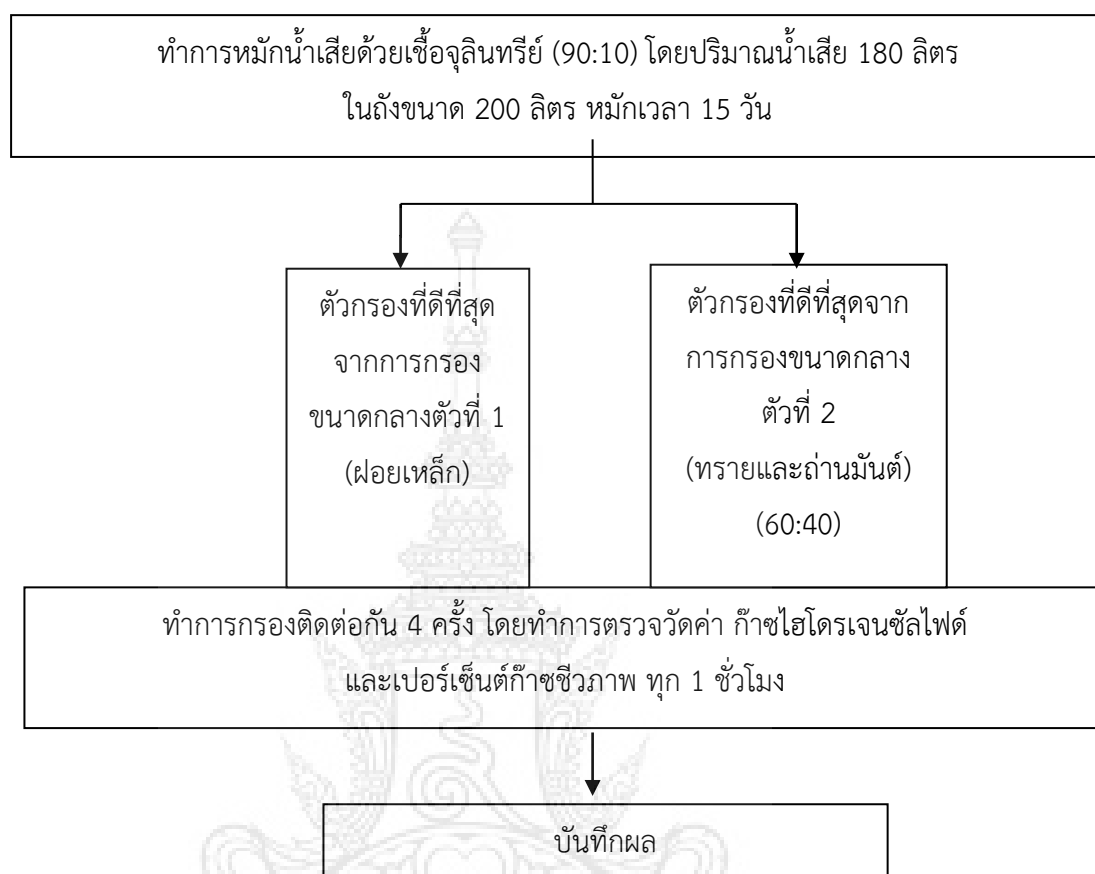 ทำการหมักน้ำเสียด้วยเชื้อจุลินทรีย์ (90:10) โดยปริมาณน้ำเสีย 180 ลิตร
ในถังขนาด 200 ลิตร หมักเวลา 15 วัน
ตัวกรองที่ดีที่สุด
จากการกรอง
ขนาดกลางตัวที่ 1
(ฝอยเหล็ก)
ตัวกรองที่ดีที่สุดจาก
การกรองขนาดกลาง
ตัวที่ 2
(ทรายและถ่านมันต์)
(60:40)
ทำการกรองติดต่อกัน 4 ครั้ง โดยทำการตรวจวัดค่า ก๊าซไฮโดรเจนซัลไฟด์
และเปอร์เซ็นต์ก๊าซชีวภาพ ทุก 1 ชั่วโมง
บันทึกผล